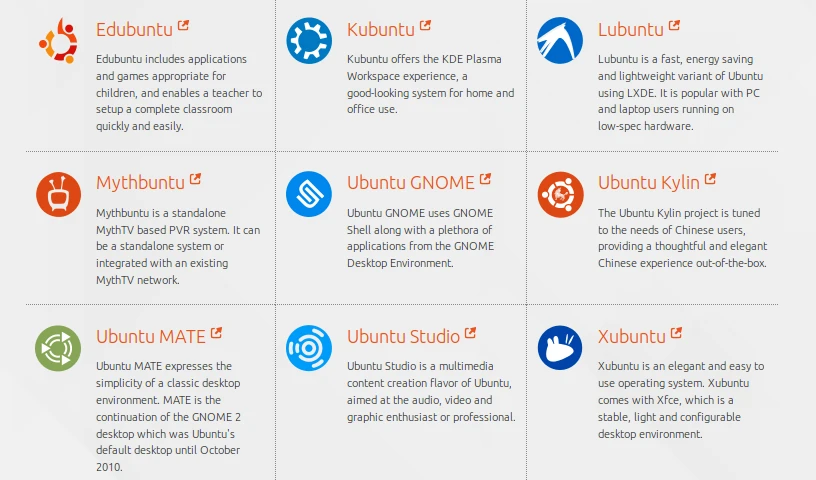 Edubuntu
Edubuntu includes applications
and games appropriate for
children, and enables a teacher to
setup a complete classroom
quickly and easily.
Kubuntu
Kubuntu offers the KDE Plasma
Workspace experience, a
good-looking system for home and
office use.
Lubuntu
Lubuntu is a fast, energy saving
and lightweight variant of Ubuntu
using LXDE. It is popular with PC
and laptop users running on
low-spec hardware.
Mythbuntu
Mythbuntu is a standalone
MythTV based PVR system. It can
be a standalone system or
integrated with an existing
MythTV network.
Ubuntu GNOME
Ubuntu GNOME uses GNOME
Shell along with a plethora of
applications from the GNOME
Desktop Environment.
Ubuntu Kylin
The Ubuntu Kylin project is tuned
to the needs of Chinese users,
providing a thoughtful and elegant
Chinese experience out-of-the-box.
Ubuntu MATE
Ubuntu MATE expresses the
simplicity of a classic desktop
environment. MATE is the
continuation of the GNOME 2
desktop which was Ubuntu's
default desktop until October
2010.
Ubuntu Studio
Ubuntu Studio is a multimedia
content creation flavor of Ubuntu,
aimed at the audio, video and
graphic enthusiast or professional.
Xubuntu
Xubuntu is an elegant and easy to
use operating system. Xubuntu
comes with Xfce, which is a
stable, light and configurable
desktop environment.